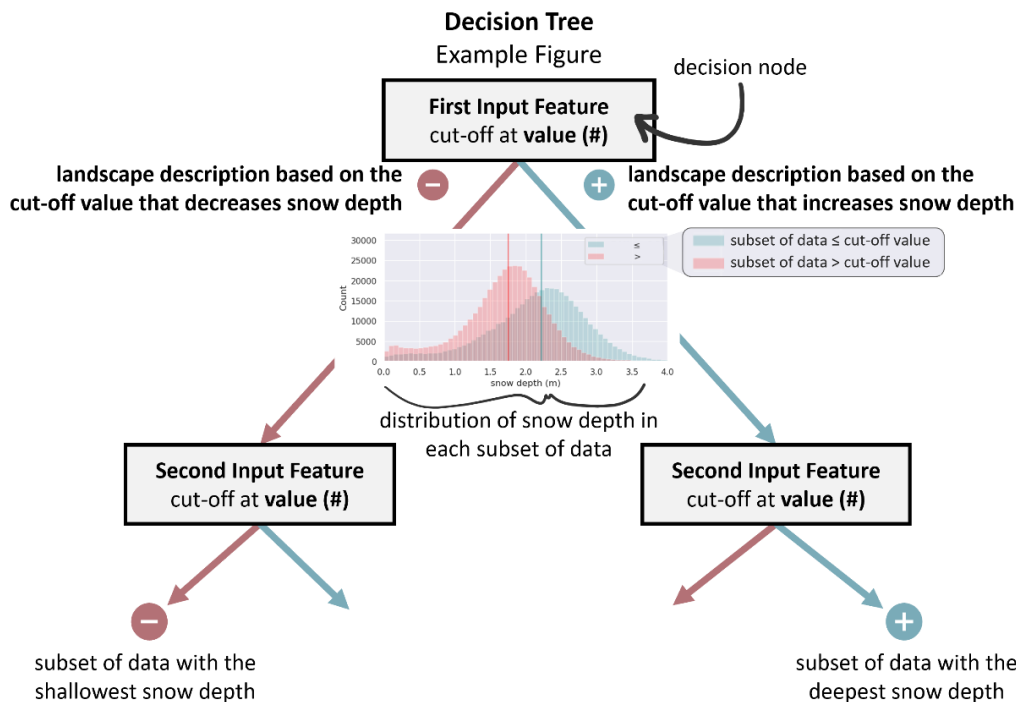 Decision Tree
Example Figure
decision node
First Input Feature
cut-off at value (#)
landscape description based on the
cut-off value that decreases snow depth
−
+
landscape description based on the
cut-off value that increases snow depth
≤
>
subset of data ≤ cut-off value
subset of data > cut-off value
30000
25000
20000
15000
10000
5000
0
Count
0.0 0.5 1.0 1.5 2.0 2.5 3.0 3.5 4.0
snow depth (m)
distribution of snow depth in
each subset of data
Second Input Feature
cut-off at value (#)
Second Input Feature
cut-off at value (#)
−
subset of data with the
shallowest snow depth
+
subset of data with the
deepest snow depth